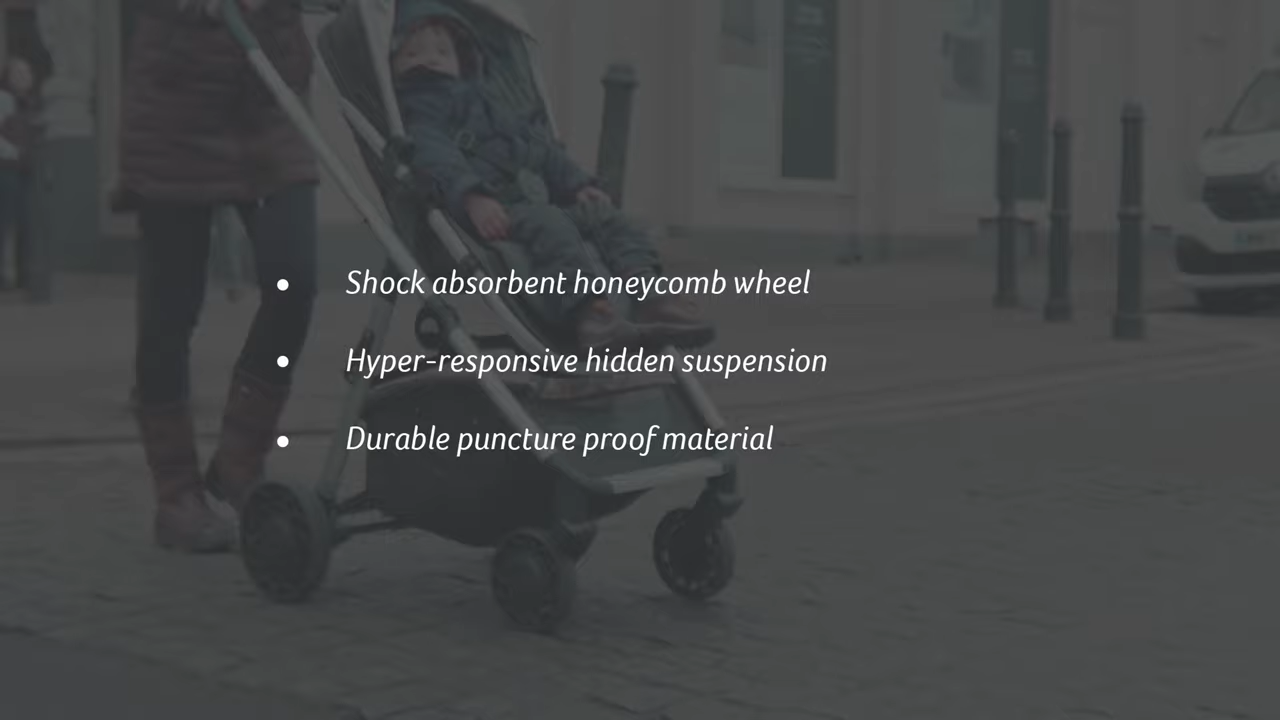 • Shock absorbent honeycomb wheel
• Hyper-responsive hidden suspension
• Durable puncture proof material